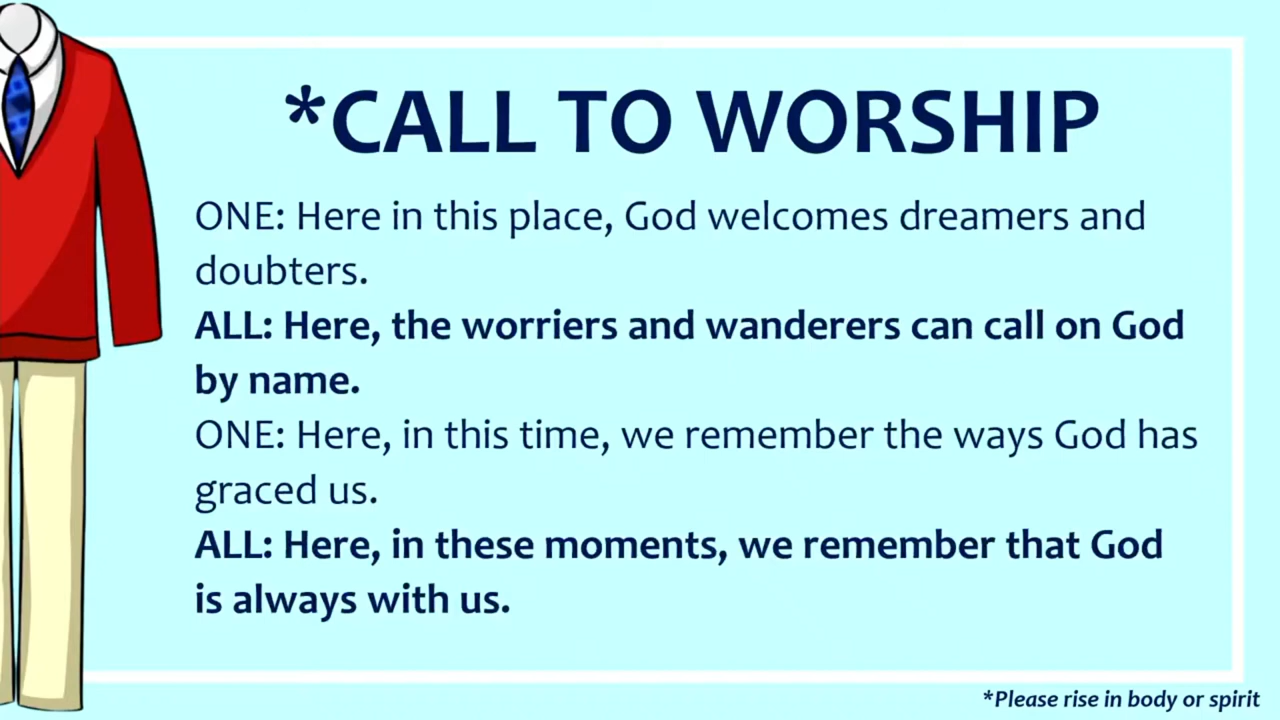 *CALL TO WORSHIP
ONE: Here in this place, God welcomes dreamers and
doubters.
ALL: Here, the worriers and wanderers can call on God
by name.
ONE: Here, in this time, we remember the ways God has
graced us.
ALL: Here, in these moments, we remember that God
is always with us.
*Please rise in body or spirit